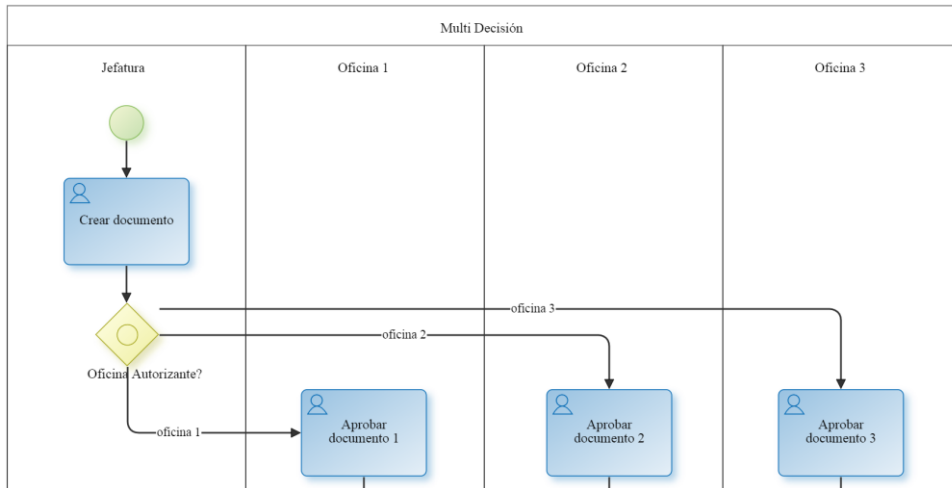 Multi Decisión
Jefatura
Oficina 1
Oficina 2
Oficina 3
Crear documento
oficina 3
oficina 2
Oficina Autorizante?
oficina 1
Aprobar
documento 1
Aprobar
documento 2
Aprobar
documento 3